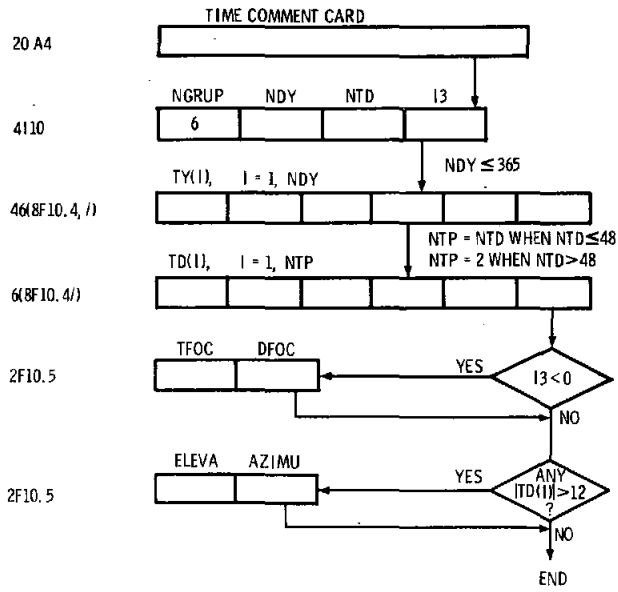 TIME COMMENT CARD
20 A4
NGRUP NDY NTD I3
4I10
6
NDY ≤ 365
TY(I), I = 1, NDY
46(8F10.4, /)
NTP = NTD WHEN NTD≤48
NTP = 2 WHEN NTD>48
TD(I), I = 1, NTP
6(8F10.4/)
TFOC DFOC
YES
2F10.5
I3<0
NO
ELEVA AZIMU
YES
ANY
|TD(I)|>12
?
2F10.5
NO
END